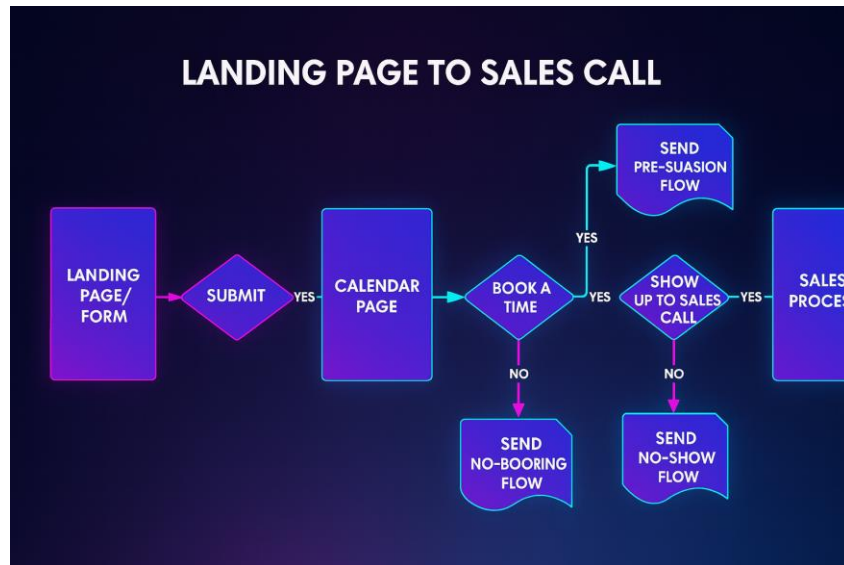 LANDING PAGE TO SALES CALL
LANDING
PAGE/
FORM
SUBMIT
YES
CALENDAR
PAGE
BOOK A
TIME
YES
SEND
PRE-SUASION
FLOW
YES
NO
SEND
NO-BOORING
FLOW
SHOW
UP TO SALES
CALL
YES
NO
SEND
NO-SHOW
FLOW
SALES
PROCES